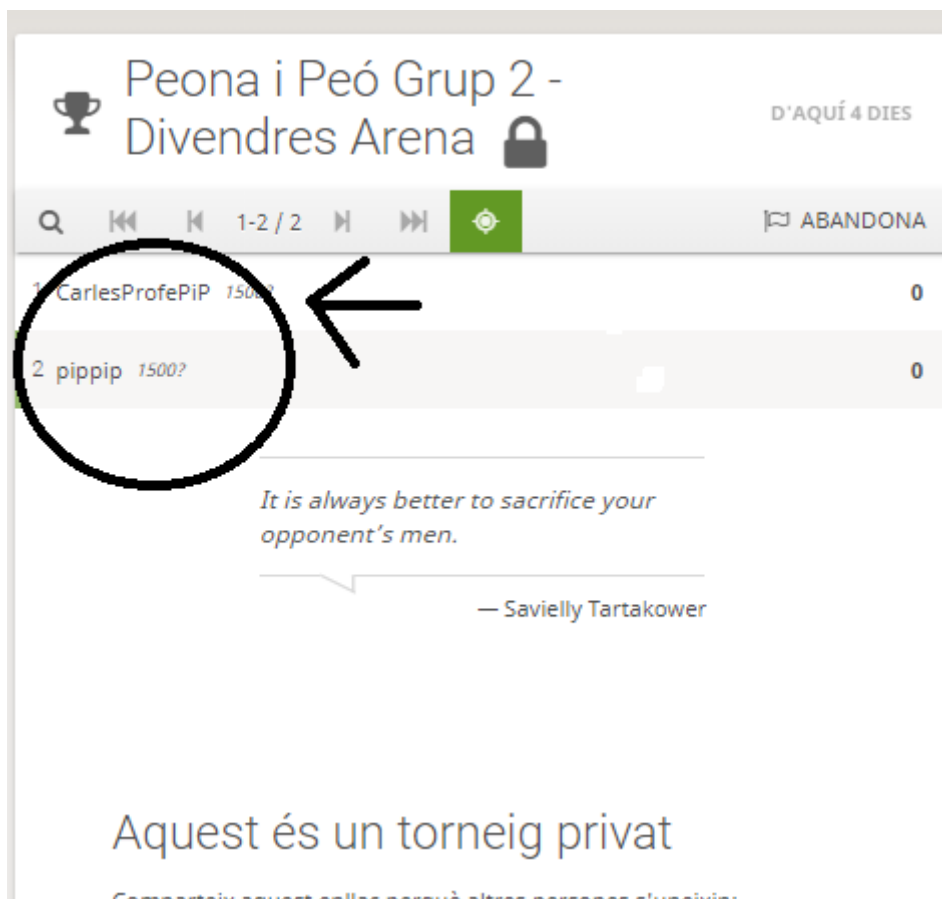 Peona i Peó Grup 2 -
Divendres Arena
D'AQUÍ 4 DIES
1-2 / 2
ABANDONA
1 CarlesProfePiP 1500? 0
2 pippip 1500? 0
It is always better to sacrifice your
opponent's men.
— Savielly Tartakower
Aquest és un torneig privat